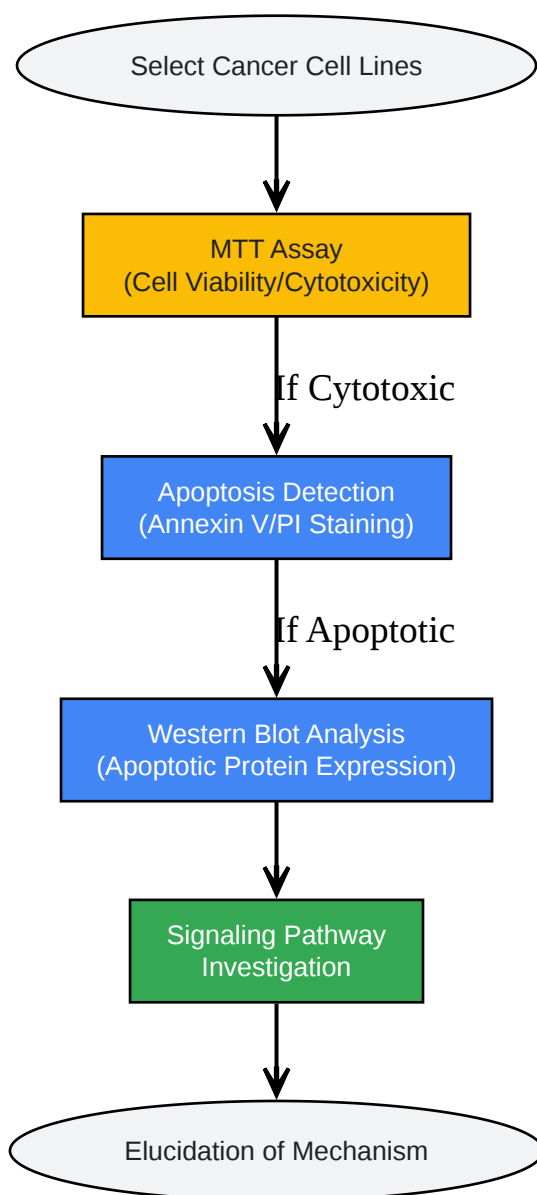 Select Cancer Cell Lines
MTT Assay
(Cell Viability/Cytotoxicity)
If Cytotoxic
Apoptosis Detection
(Annexin V/PI Staining)
If Apoptotic
Western Blot Analysis
(Apoptotic Protein Expression)
Signaling Pathway
Investigation
Elucidation of Mechanism